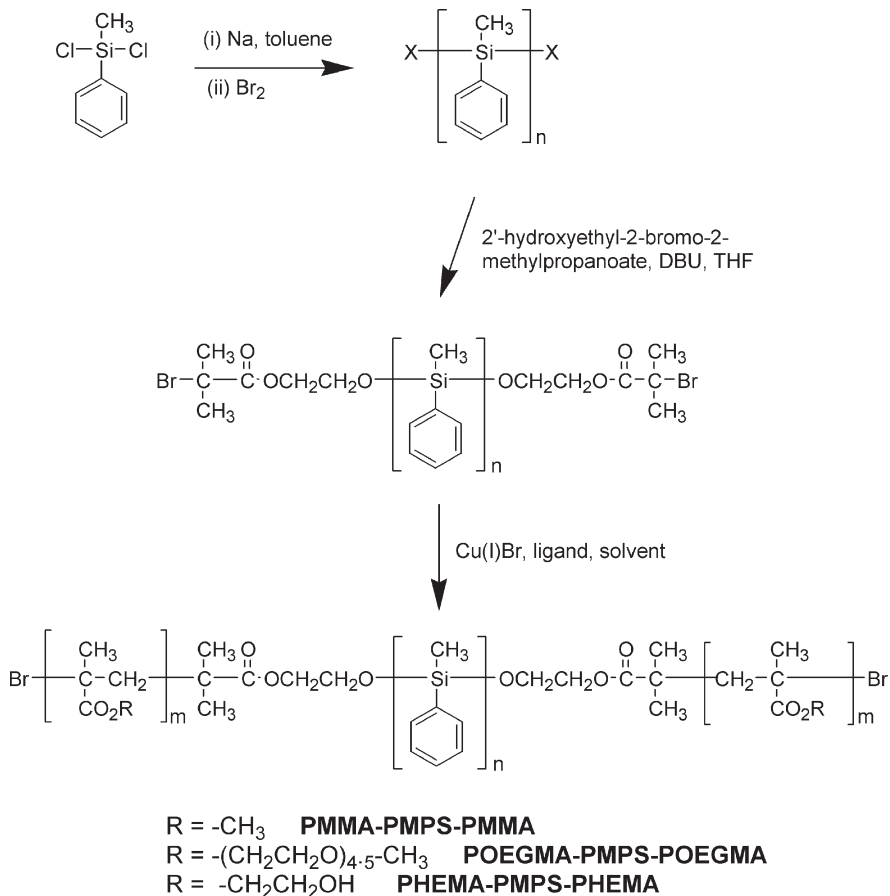 CH3
Cl Si Cl
(i) Na, toluene
(ii) Br2
CH3
X Si X
n
2'-hydroxyethyl-2-bromo-2-
methylpropanoate, DBU, THF
CH3 O CH3 O CH3
Br C C OCH2CH2O Si OCH2CH2O C C Br
CH3 CH3
n
Cu(I)Br, ligand, solvent
CH3 CH3 O CH3 O CH3 CH3
Br C CH2 C C OCH2CH2O Si OCH2CH2O C C CH2 C Br
CO2R m CH3 CH3 CO2R m
n
R = -CH3 PMMA-PMPS-PMMA
R = -(CH2CH2O)4·5-CH3 POEGMA-PMPS-POEGMA
R = -CH2CH2OH PHEMA-PMPS-PHEMA